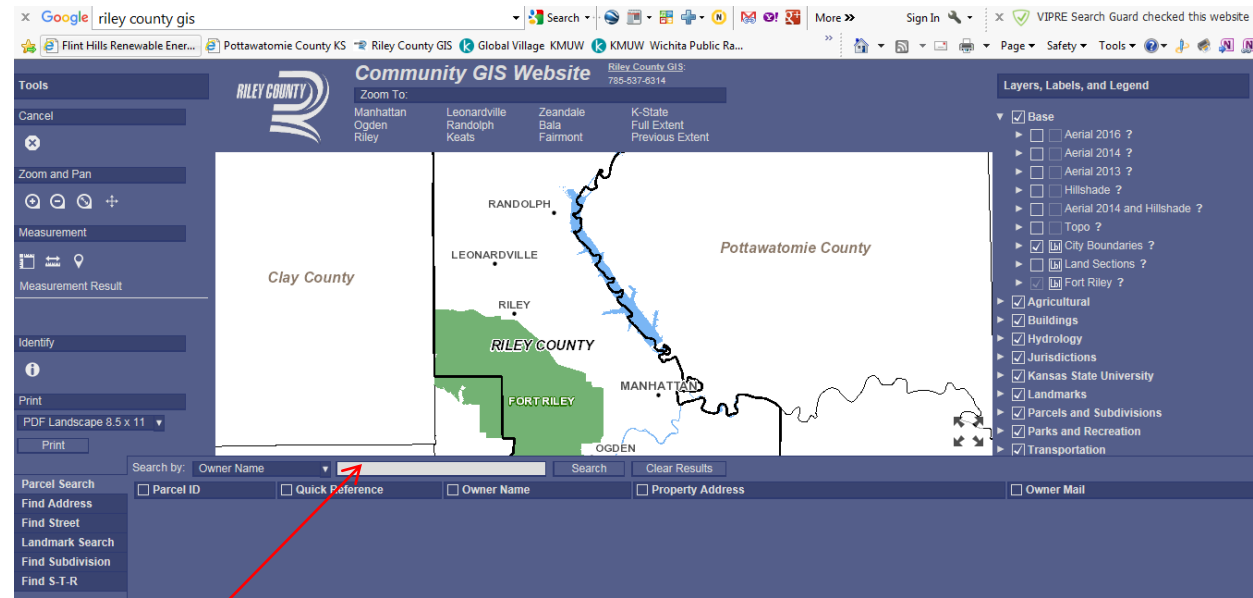 x Google riley county gis Search More >> Sign In x VIPRE Search Guard checked this website
Flint Hills Renewable Ener... Pottawatomie County KS Riley County GIS Global Village KMUW KMUW Wichita Public Ra... >> Page Safety Tools
RILEY COUNTY
Community GIS Website
Riley County GIS:
785-537-6314
Zoom To:
Manhattan Leonardville Zeandale K-State
Ogden Randolph Bala Full Extent
Riley Keats Fairmont Previous Extent
Tools
Cancel
Zoom and Pan
Measurement
Measurement Result
Identify
Print
PDF Landscape 8.5 x 11
Print
RANDOLPH
LEONARDVILLE
Pottawatomie County
Clay County
RILEY
RILEY COUNTY
MANHATTAN
FORT RILEY
OGDEN
Layers, Labels, and Legend
Base
Aerial 2016 ?
Aerial 2014 ?
Aerial 2013 ?
Hillshade ?
Aerial 2014 and Hillshade ?
Topo ?
Lbl City Boundaries ?
Lbl Land Sections ?
Lbl Fort Riley ?
Agricultural
Buildings
Hydrology
Jurisdictions
Kansas State University
Landmarks
Parcels and Subdivisions
Parks and Recreation
Transportation
Search by: Owner Name Search Clear Results
Parcel ID Quick Reference Owner Name Property Address Owner Mail
Parcel Search
Find Address
Find Street
Landmark Search
Find Subdivision
Find S-T-R